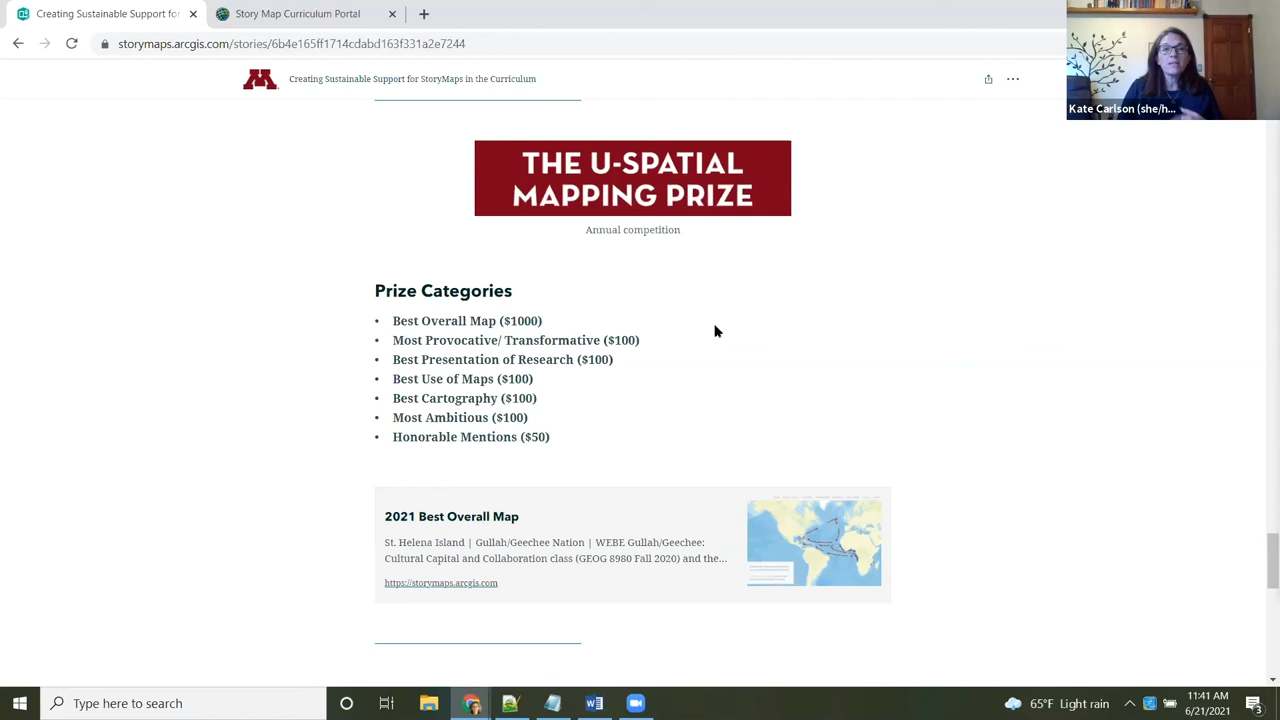 Creating Sustainable Support for
Story Map Curriculum Portal
storymaps.arcgis.com/stories/6b4e165ff1714cdabd163f331a2e7244
Creating Sustainable Support for StoryMaps in the Curriculum
Kate Carlson (she/h...
THE U-SPATIAL
MAPPING PRIZE
Annual competition
Prize Categories
• Best Overall Map ($1000)
• Most Provocative/ Transformative ($100)
• Best Presentation of Research ($100)
• Best Use of Maps ($100)
• Best Cartography ($100)
• Most Ambitious ($100)
• Honorable Mentions ($50)
2021 Best Overall Map
St. Helena Island | Gullah/Geechee Nation | WEBE Gullah/Geechee:
Cultural Capital and Collaboration class (GEOG 8980 Fall 2020) and the...
https://storymaps.arcgis.com
Type here to search
65°F Light rain
11:41 AM
6/21/2021
3